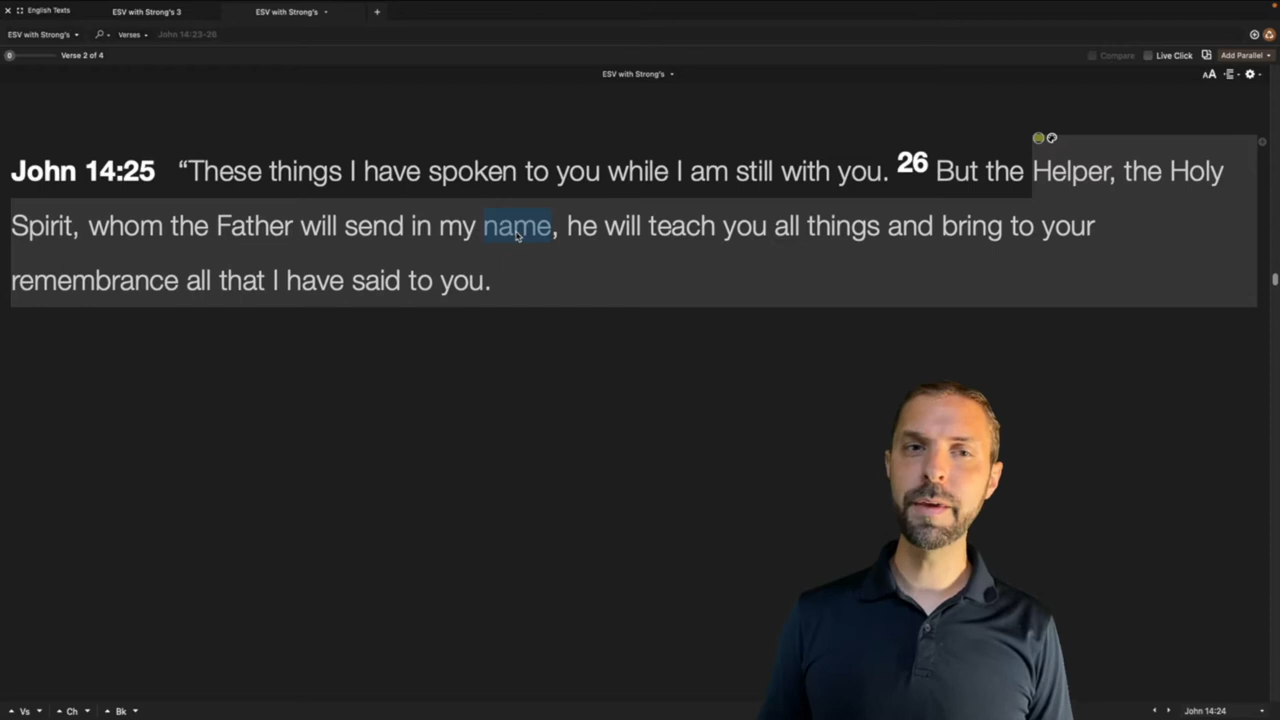 English Texts
ESV with Strong's 3
ESV with Strong's
+
ESV with Strong's
Verses
John 14:23-26
0
Verse 2 of 4
Compare
Live Click
Add Parallel
ESV with Strong's
AA
John 14:25 “These things I have spoken to you while I am still with you. 26 But the Helper, the Holy
Spirit, whom the Father will send in my name, he will teach you all things and bring to your
remembrance all that I have said to you.
Vs
Ch
Bk
John 14:24